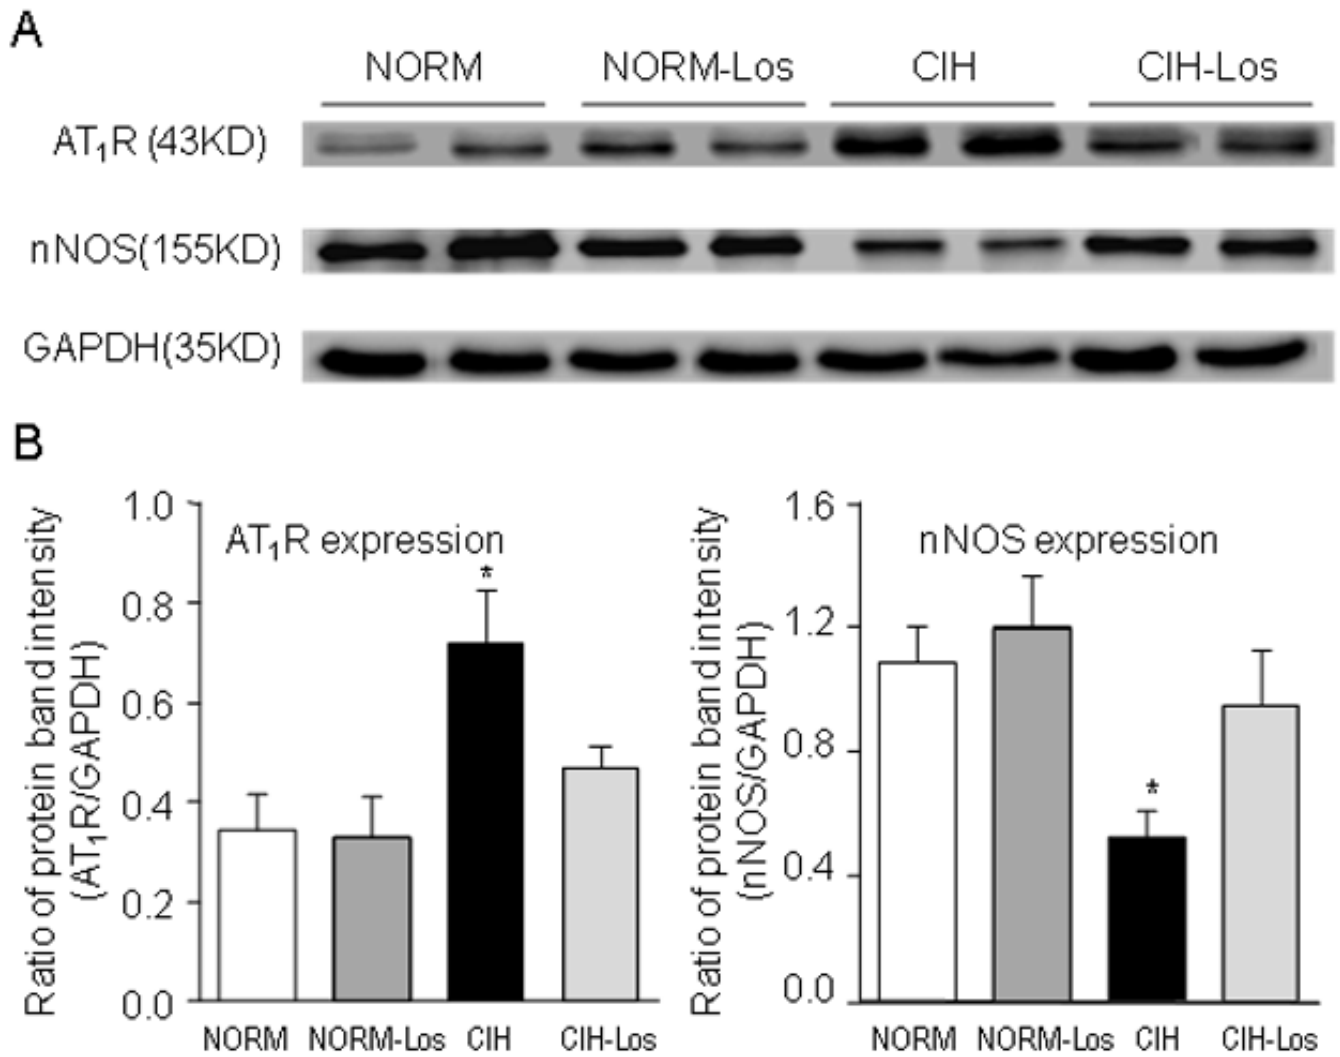 A
NORM NORM-Los CIH CIH-Los
AT₁R (43KD)
nNOS(155KD)
GAPDH(35KD)
B
Ratio of protein band intensity
(AT₁R/GAPDH)
1.0
0.8
0.6
0.4
0.2
0.0
AT₁R expression
*
NORM NORM-Los CIH CIH-Los
Ratio of protein band intensity
(nNOS/GAPDH)
1.6
1.2
0.8
0.4
0.0
nNOS expression
*
NORM NORM-Los CIH CIH-Los